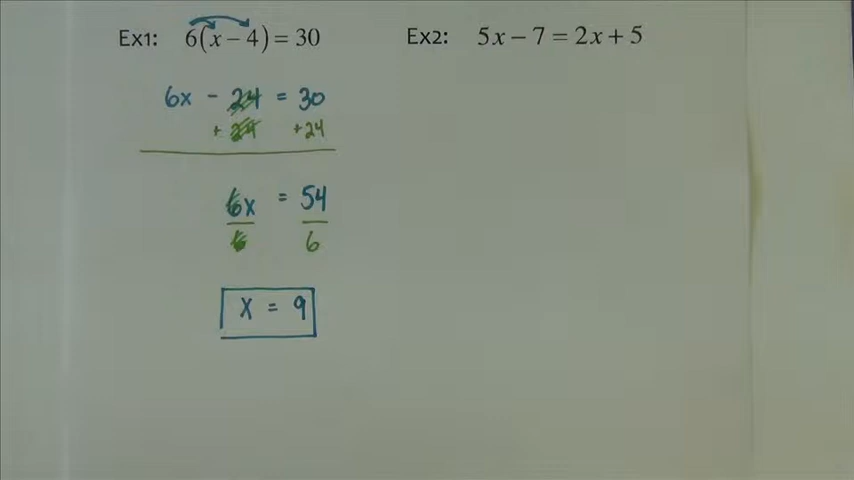 Ex1: 6(x – 4) = 30
6x - 24 = 30
+ 24 +24
6x = 54
6 6
x = 9
Ex2: 5x – 7 = 2x + 5